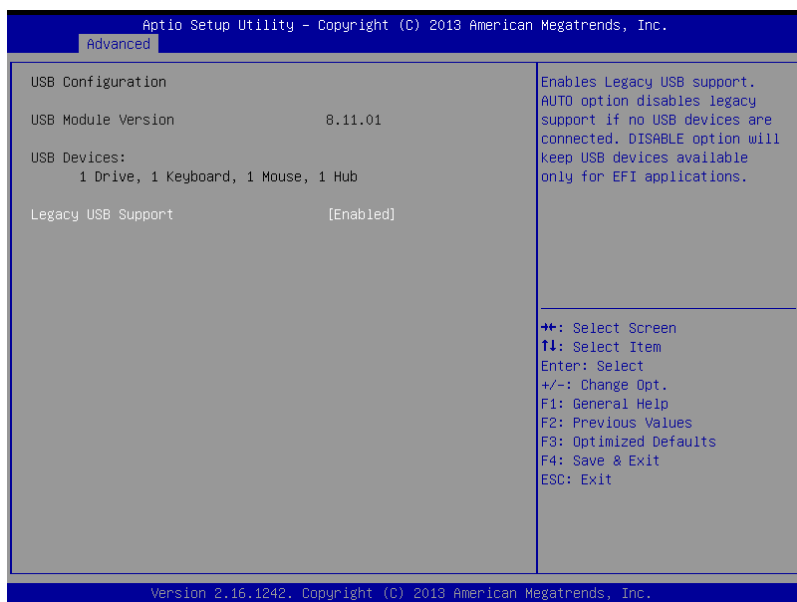 Aptio Setup Utility – Copyright (C) 2013 American Megatrends, Inc.
Advanced
USB Configuration
USB Module Version 8.11.01
USB Devices:
1 Drive, 1 Keyboard, 1 Mouse, 1 Hub
Legacy USB Support [Enabled]
Enables Legacy USB support.
AUTO option disables legacy
support if no USB devices are
connected. DISABLE option will
keep USB devices available
only for EFI applications.
→←: Select Screen
↑↓: Select Item
Enter: Select
+/-: Change Opt.
F1: General Help
F2: Previous Values
F3: Optimized Defaults
F4: Save & Exit
ESC: Exit
Version 2.16.1242. Copyright (C) 2013 American Megatrends, Inc.